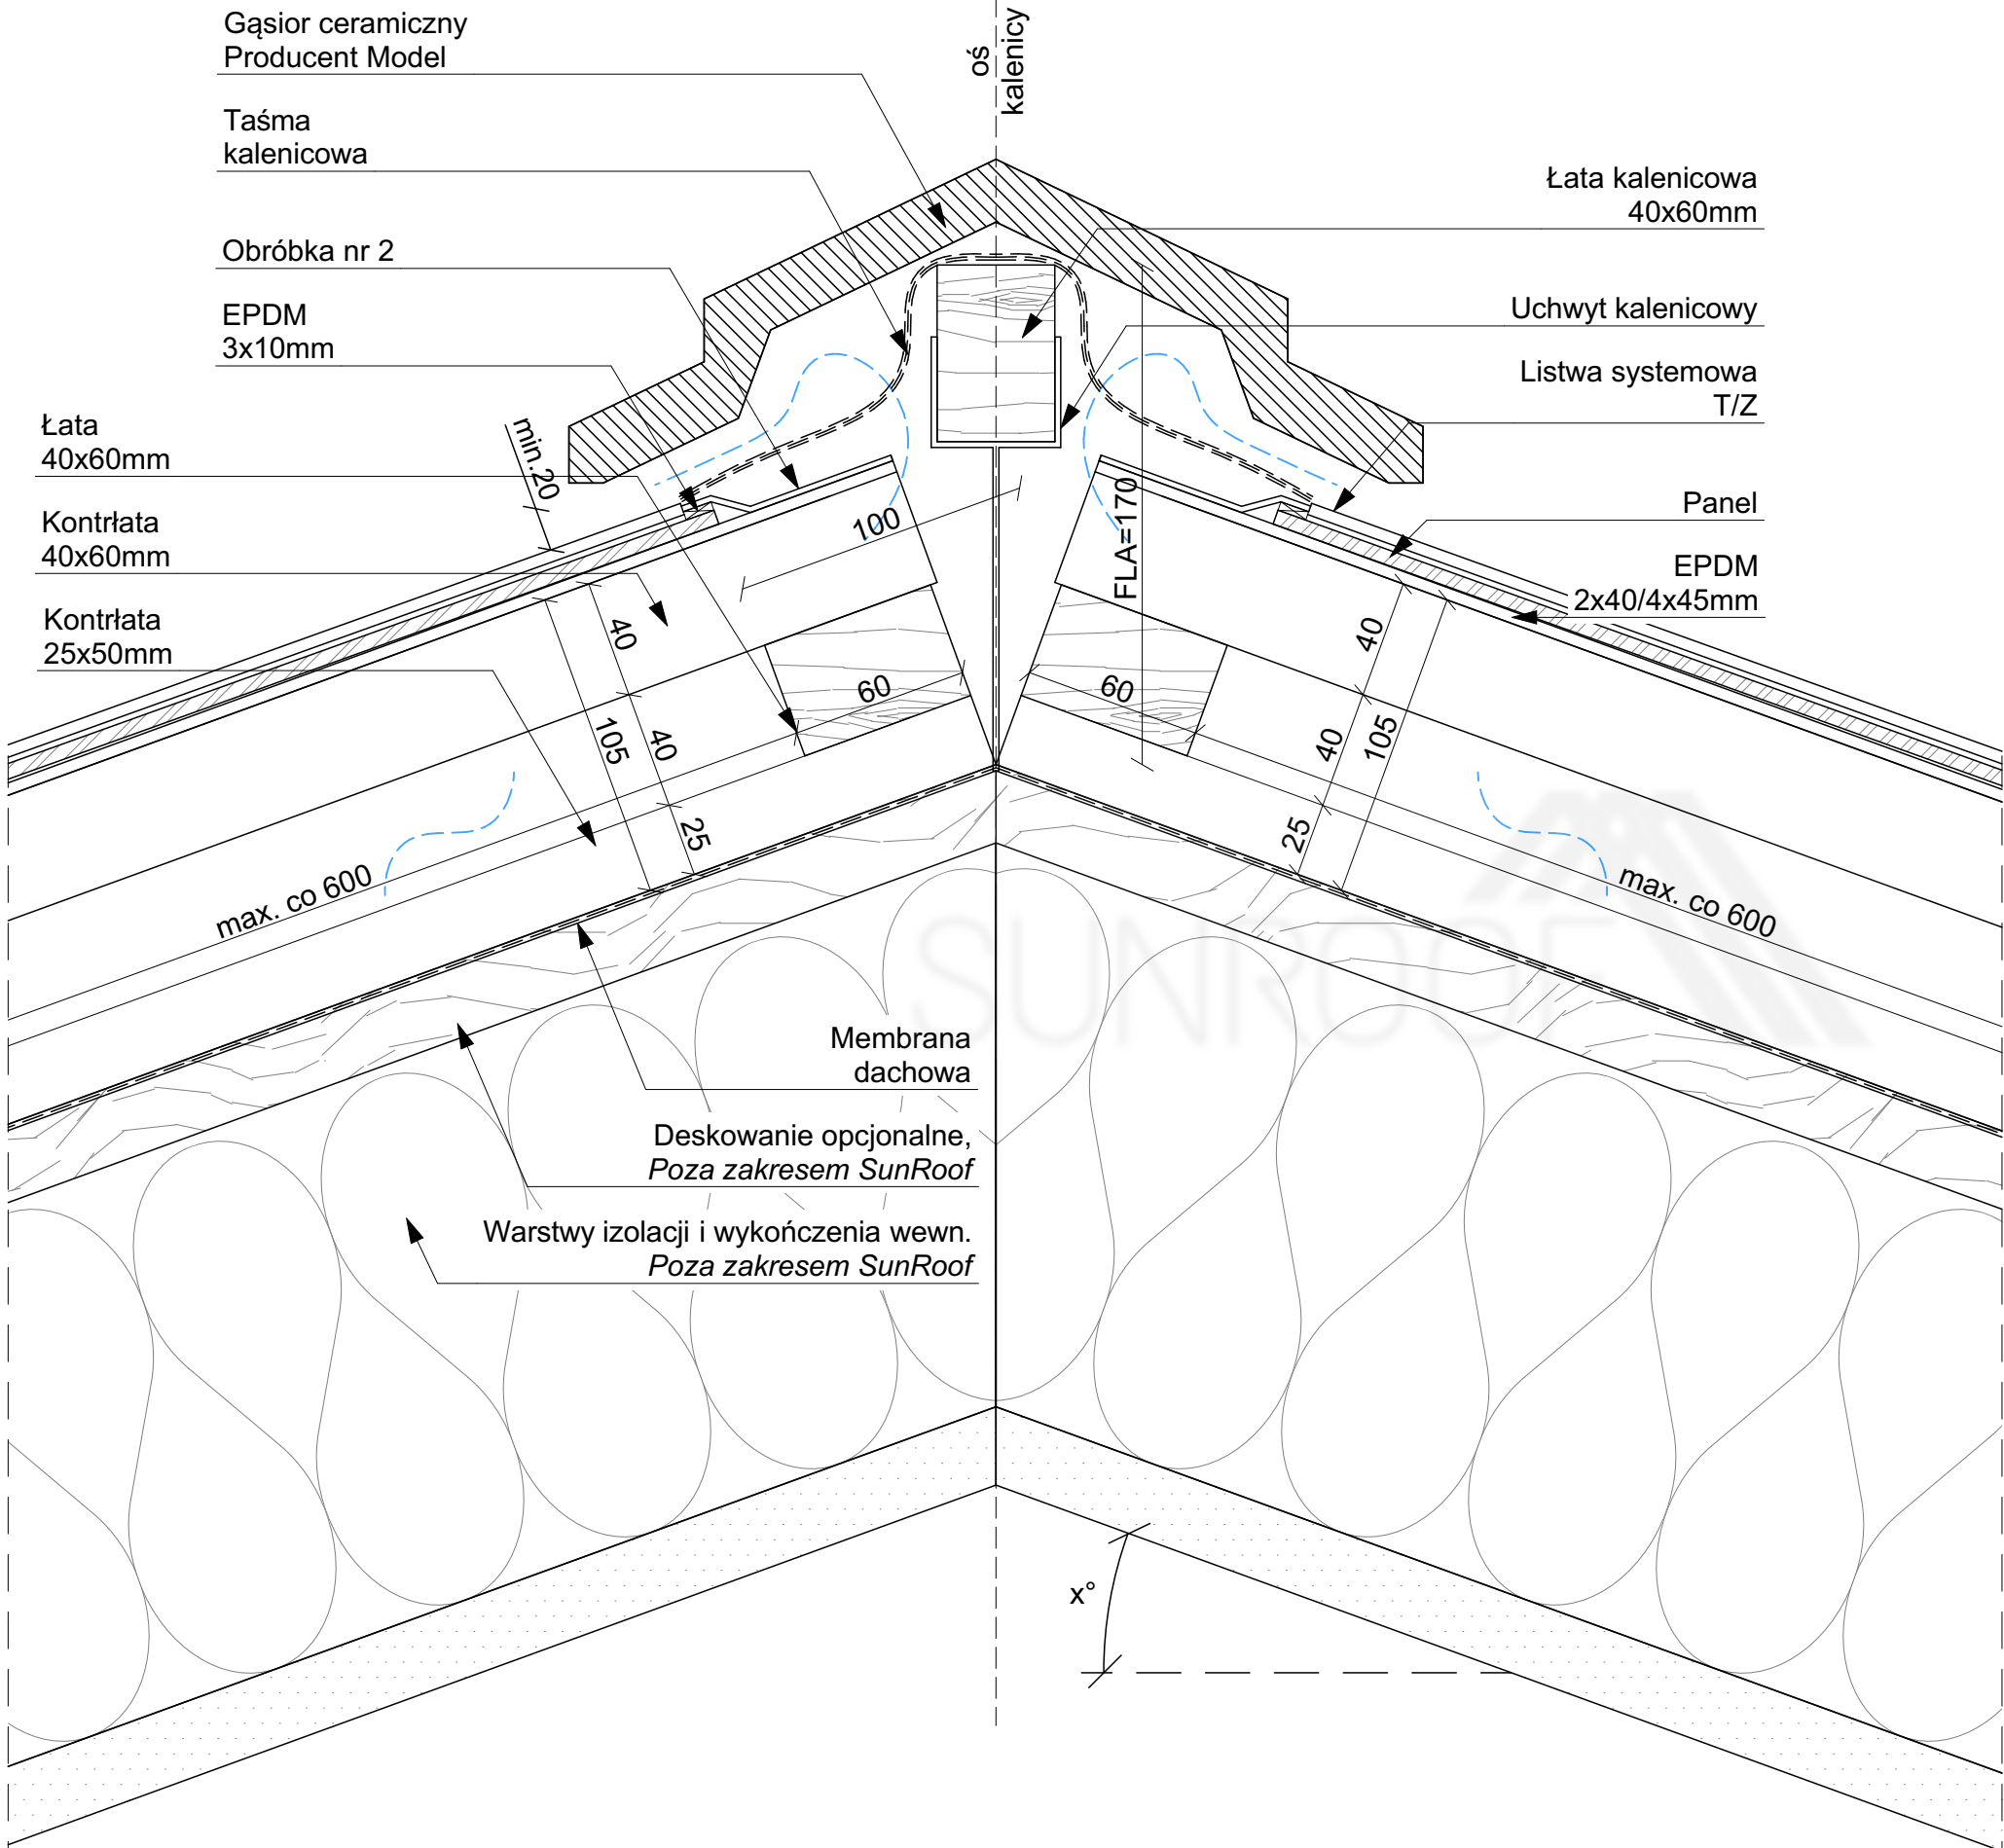 Gąsior ceramiczny
Producent Model
oś
kalenicy
Taśma
kalenicowa
Łata kalenicowa
40x60mm
Obróbka nr 2
Uchwyt kalenicowy
EPDM
3x10mm
Listwa systemowa
T/Z
Łata
40x60mm
min.20
Panel
Kontrłata
40x60mm
100
FLA=170
EPDM
2x40/4x45mm
Kontrłata
25x50mm
40
40
60
60
105
40
40
105
25
25
max. co 600
max. co 600
SUNROOF
Membrana
dachowa
Deskowanie opcjonalne,
Poza zakresem SunRoof
Warstwy izolacji i wykończenia wewn.
Poza zakresem SunRoof
x°